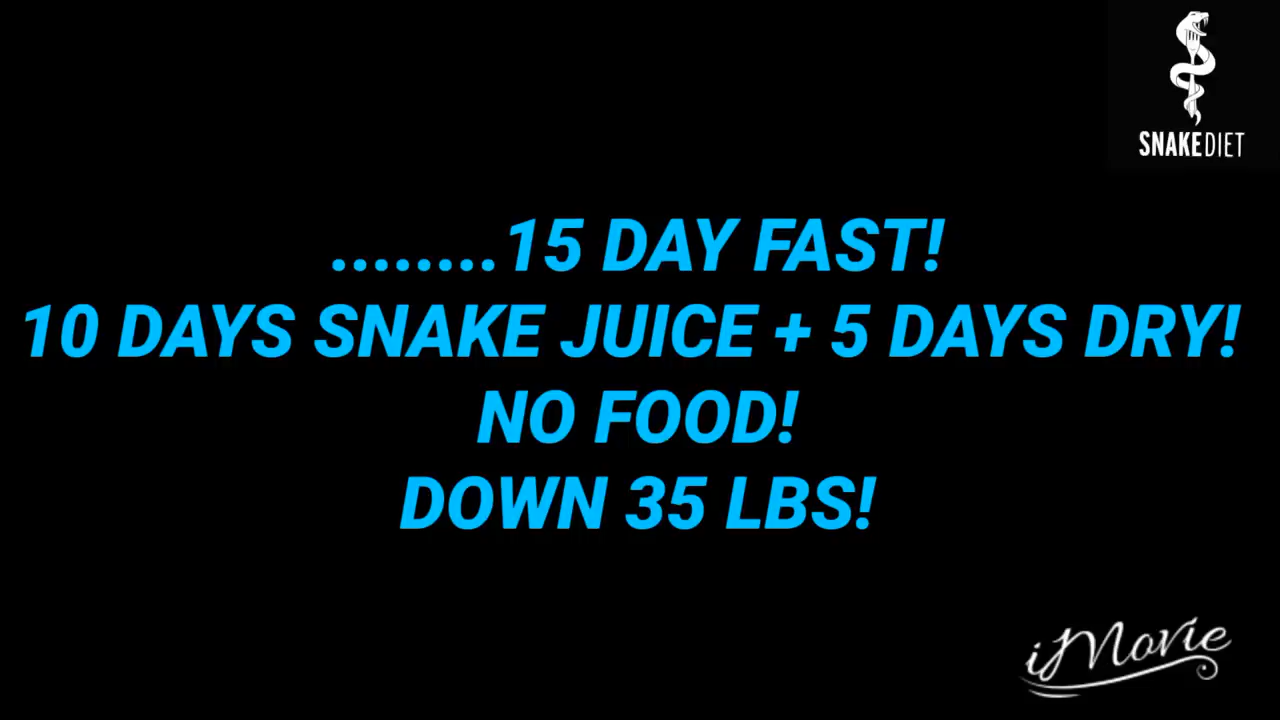 SNAKEDIET
........15 DAY FAST!
10 DAYS SNAKE JUICE + 5 DAYS DRY!
NO FOOD!
DOWN 35 LBS!
iMovie